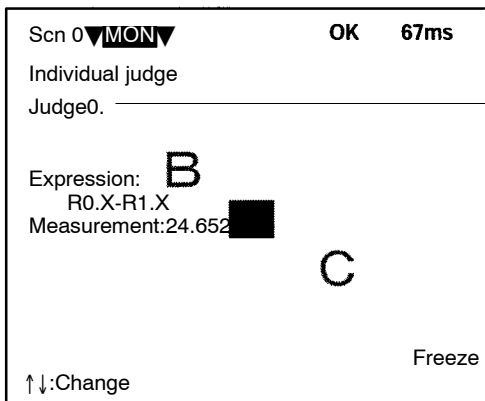 Scn 0▼MON▼ OK 67ms
Individual judge
Judge0.
B
Expression:
R0.X-R1.X
Measurement:24.652
C
Freeze
↑↓:Change